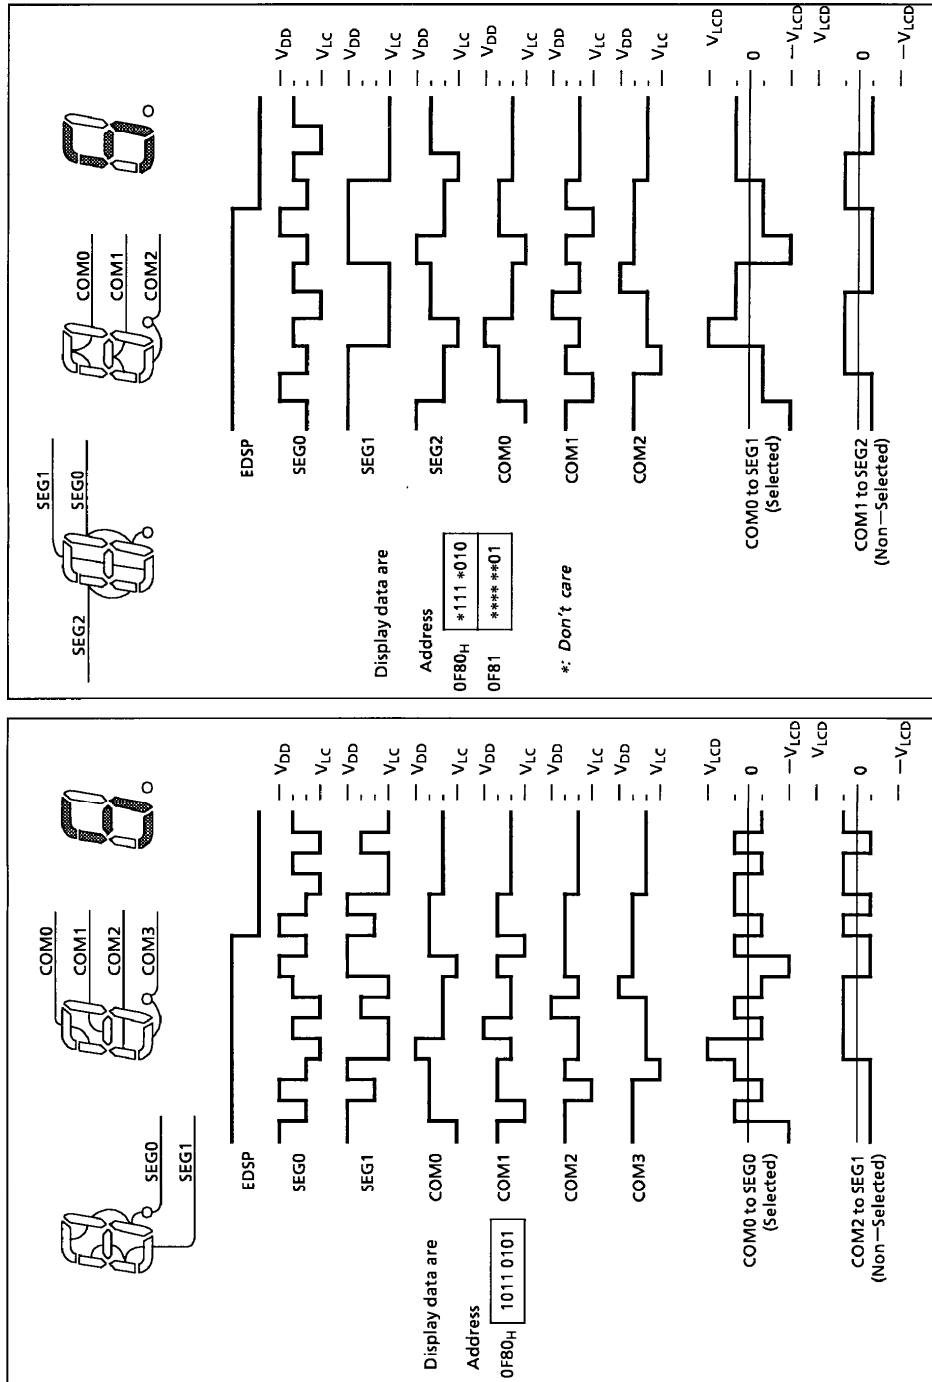 COM0
COM1
COM2
COM3
SEG0
SEG1
EDSP
SEG0
VDD
VLC
SEG1
VDD
VLC
Display data are
COM0
VDD
VLC
Address
0F80H 1011 0101
COM1
VDD
VLC
COM2
VDD
VLC
COM3
VDD
VLC
VLCD
COM0 to SEG0
(Selected)
0
—VLCD
VLCD
COM2 to SEG1
(Non—Selected)
0
—VLCD
SEG1
SEG0
SEG2
COM0
COM1
COM2
EDSP
SEG0
VDD
VLC
SEG1
VDD
VLC
Display data are
SEG2
VDD
VLC
Address
0F80H *111 *010
0F81 **** **01
COM0
VDD
VLC
COM1
VDD
VLC
*: Don't care
COM2
VDD
VLC
VLCD
COM0 to SEG1
(Selected)
0
—VLCD
VLCD
COM1 to SEG2
(Non—Selected)
0
—VLCD